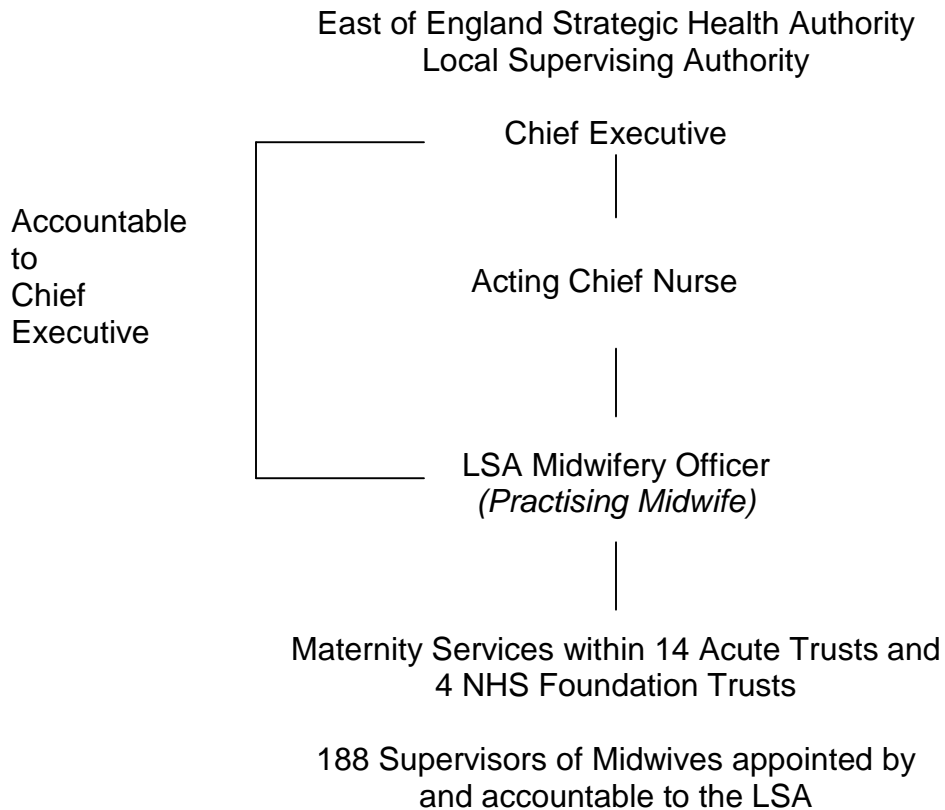 East of England Strategic Health Authority
Local Supervising Authority
Chief Executive
Accountable
to
Chief
Executive
Acting Chief Nurse
LSA Midwifery Officer
(Practising Midwife)
Maternity Services within 14 Acute Trusts and
4 NHS Foundation Trusts
188 Supervisors of Midwives appointed by
and accountable to the LSA